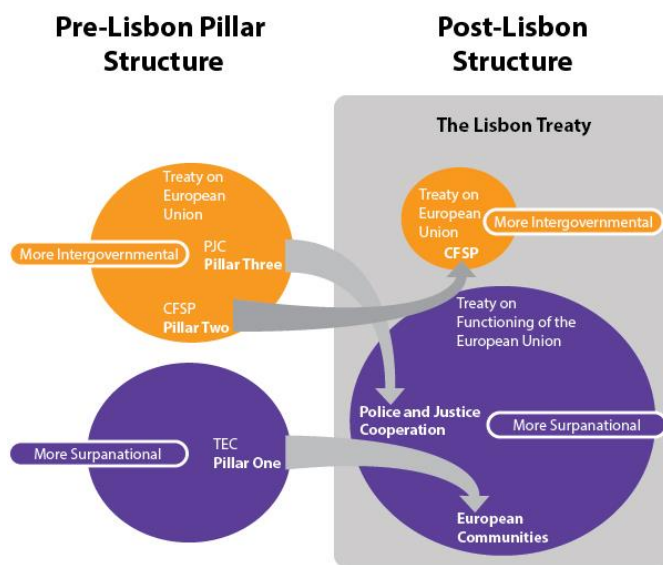 Pre-Lisbon Pillar
Structure
Post-Lisbon
Structure
The Lisbon Treaty
Treaty on
European
Union
More Intergovernmental
PJC
Pillar Three
CFSP
Pillar Two
More Surpanational
TEC
Pillar One
Treaty on
European
Union
More Intergovernmental
CFSP
Treaty on
Functioning of the
European Union
Police and Justice
Cooperation
More Surpanational
European
Communities